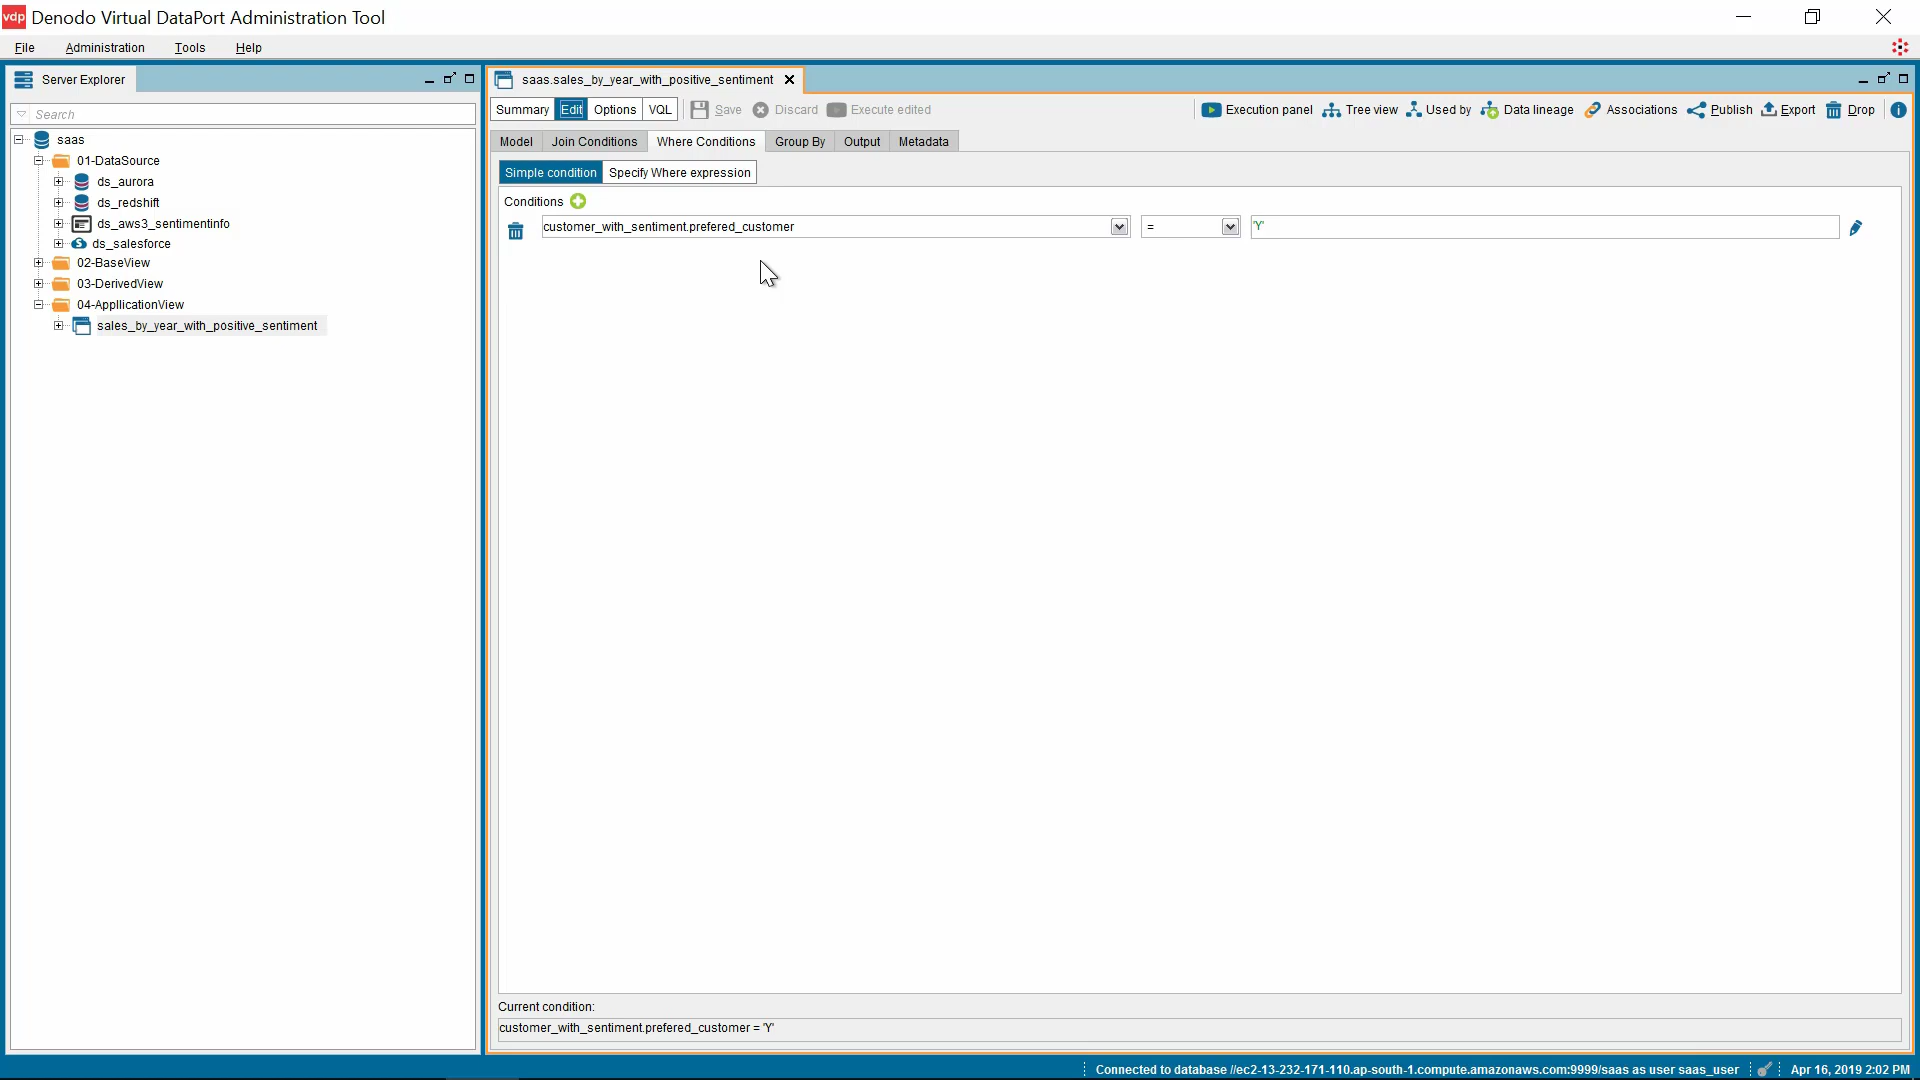 vdp Denodo Virtual DataPort Administration Tool
File Administration Tools Help
Server Explorer
Search
saas
01-DataSource
ds_aurora
ds_redshift
ds_aws3_sentimentinfo
ds_salesforce
02-BaseView
03-DerivedView
04-AppllicationView
sales_by_year_with_positive_sentiment
saas.sales_by_year_with_positive_sentiment
Summary Edit Options VQL Save Discard Execute edited Execution panel Tree view Used by Data lineage Associations Publish Export Drop
Model Join Conditions Where Conditions Group By Output Metadata
Simple condition Specify Where expression
Conditions
customer_with_sentiment.prefered_customer = 'Y'
Current condition:
customer_with_sentiment.prefered_customer = 'Y'
Connected to database //ec2-13-232-171-110.ap-south-1.compute.amazonaws.com:9999/saas as user saas_user Apr 16, 2019 2:02 PM